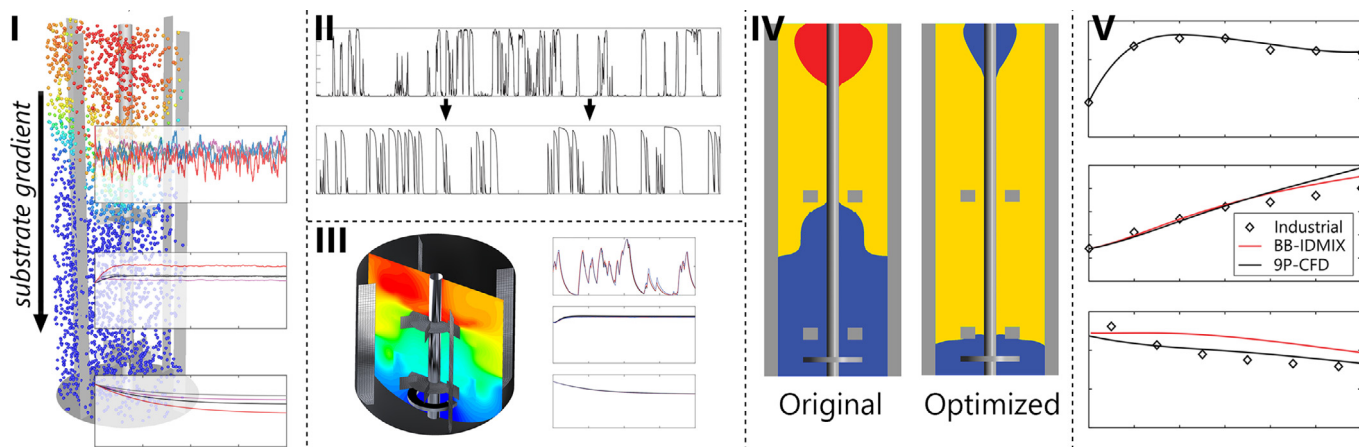 I
substrate gradient
II
III
IV
Original
Optimized
V
Industrial
BB-IDMIX
9P-CFD